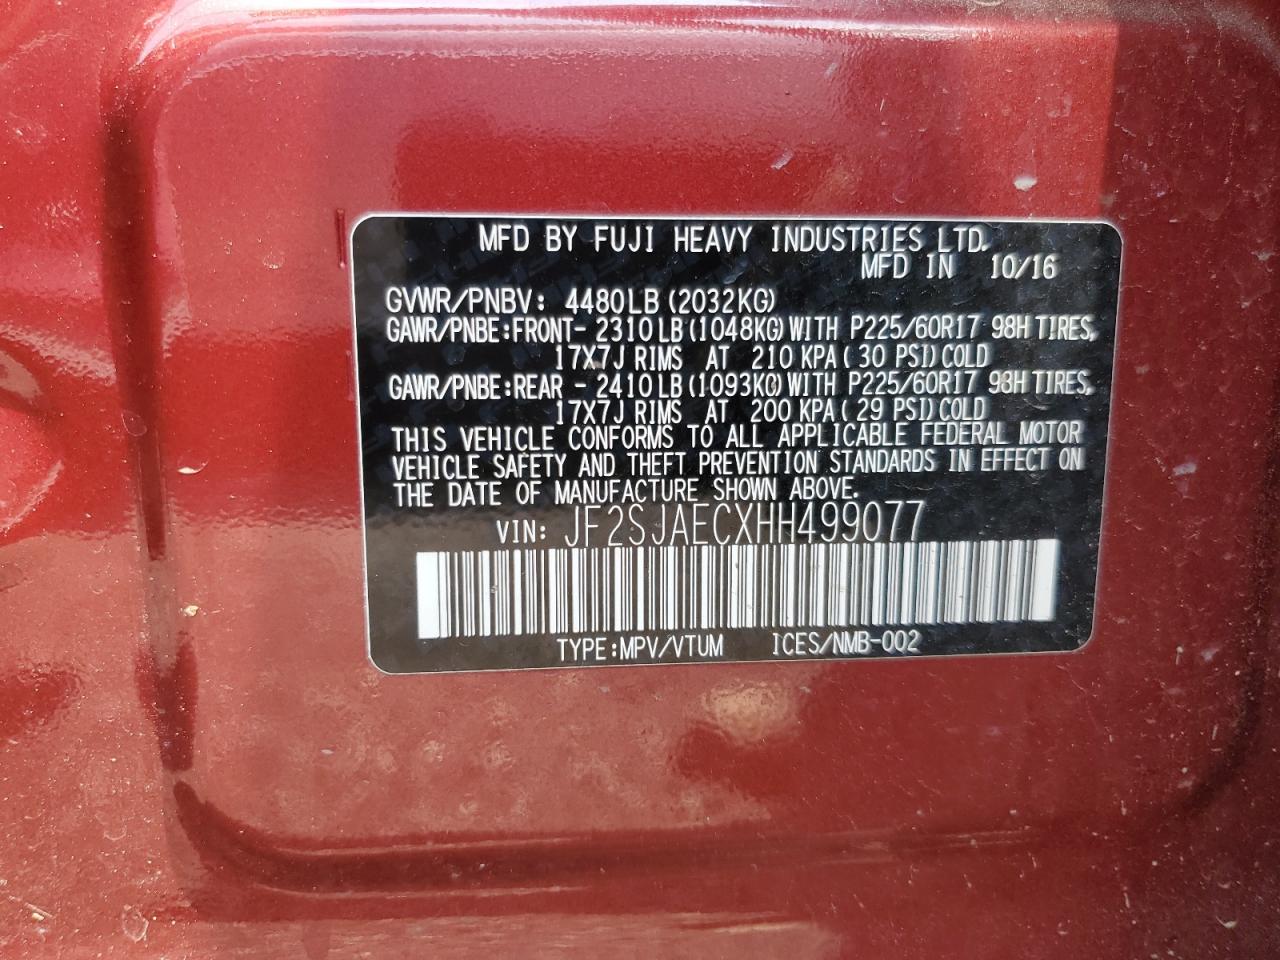 MFD BY FUJI HEAVY INDUSTRIES LTD.
MFD IN 10/16
GVWR/PNBV: 4480LB (2032KG)
GAWR/PNBE:FRONT- 2310LB (1048KG) WITH P225/60R17 98H TIRES,
17X7J RIMS AT 210 KPA ( 30 PSI) COLD
GAWR/PNBE:REAR - 2410LB (1093KG) WITH P225/60R17 98H TIRES,
17X7J RIMS AT 200 KPA ( 29 PSI) COLD
THIS VEHICLE CONFORMS TO ALL APPLICABLE FEDERAL MOTOR
VEHICLE SAFETY AND THEFT PREVENTION STANDARDS IN EFFECT ON
THE DATE OF MANUFACTURE SHOWN ABOVE.
VIN: JF2SJAECXHH499077
TYPE:MPV/VTUM ICES/NMB-002